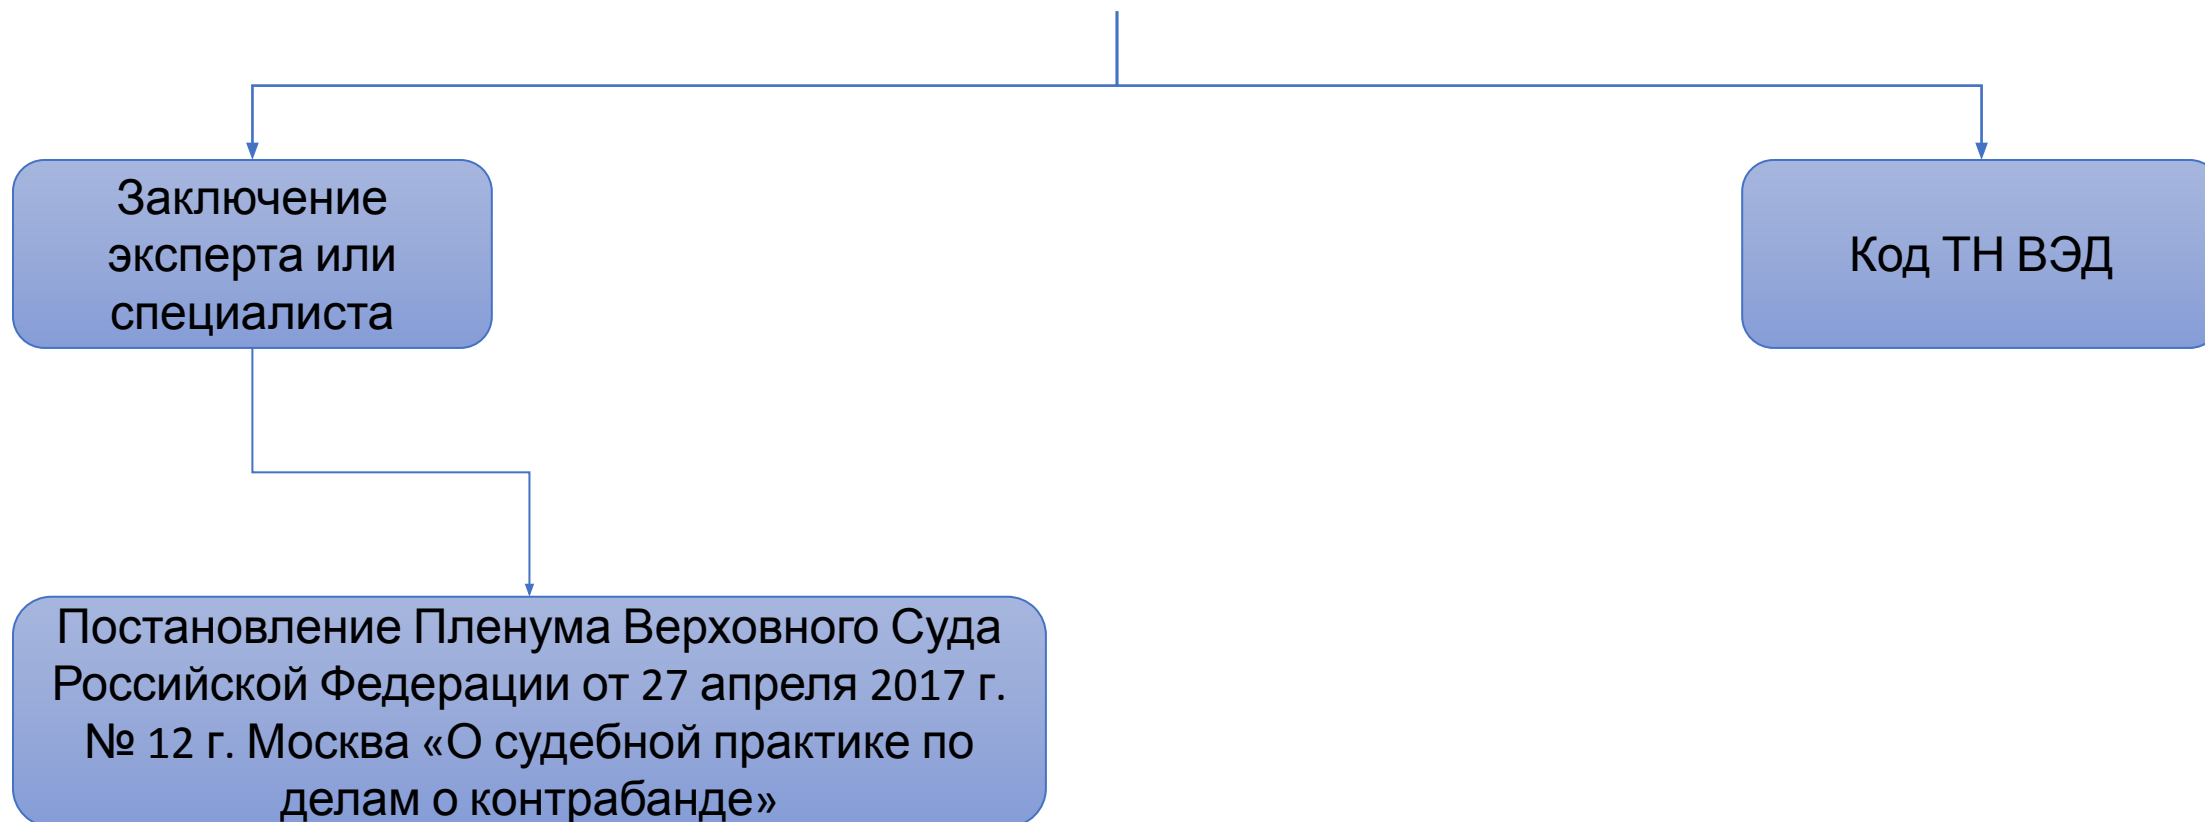 Заключение
эксперта или
специалиста
Код ТН ВЭД
Постановление Пленума Верховного Суда
Российской Федерации от 27 апреля 2017 г.
№ 12 г. Москва «О судебной практике по
делам о контрабанде»